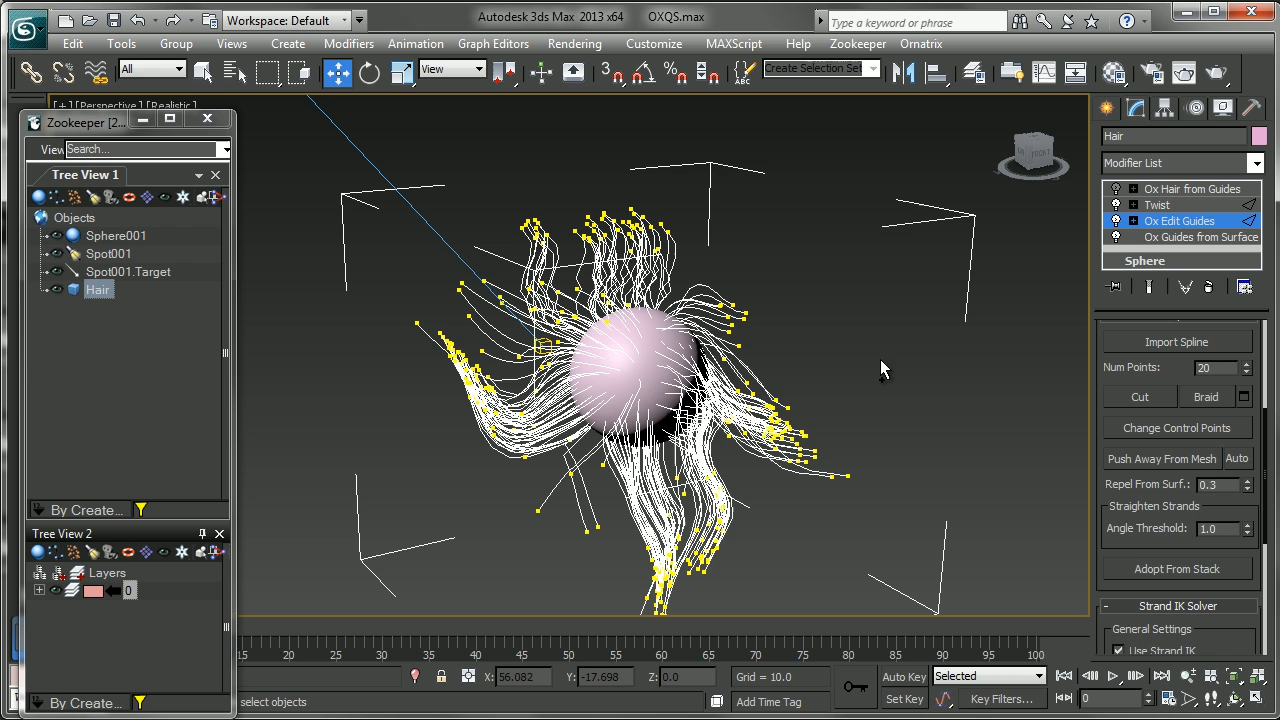 Workspace: Default
Autodesk 3ds Max 2013 x64 OXQS.max
Type a keyword or phrase
Edit Tools Group Views Create Modifiers Animation Graph Editors Rendering Customize MAXScript Help Zookeeper Ornatrix
All
View
Create Selection Set
[+] [Perspective] [Realistic]
Zookeeper [2...
View
Search...
Tree View 1
Objects
Sphere001
Spot001
Spot001.Target
Hair
By Create...
Tree View 2
Layers
0
By Create...
Hair
Modifier List
Ox Hair from Guides
Twist
Ox Edit Guides
Ox Guides from Surface
Sphere
Import Spline
Num Points: 20
Cut Braid
Change Control Points
Push Away From Mesh Auto
Repel From Surf.: 0.3
Straighten Strands
Angle Threshold: 1.0
Adopt From Stack
- Strand IK Solver
General Settings
Use Strand IK
15 20 25 30 35 40 45 50 55 60 65 70 75 80 85 90 95 100
X: 56.082 Y: -17.698 Z: 0.0 Grid = 10.0
Auto Key Selected
select objects
Add Time Tag
Set Key Key Filters...
0